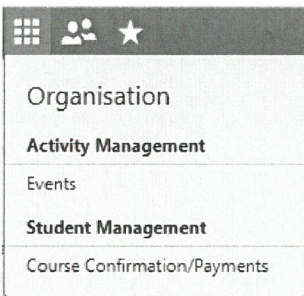 Organisation
Activity Management
Events
Student Management
Course Confirmation/Payments